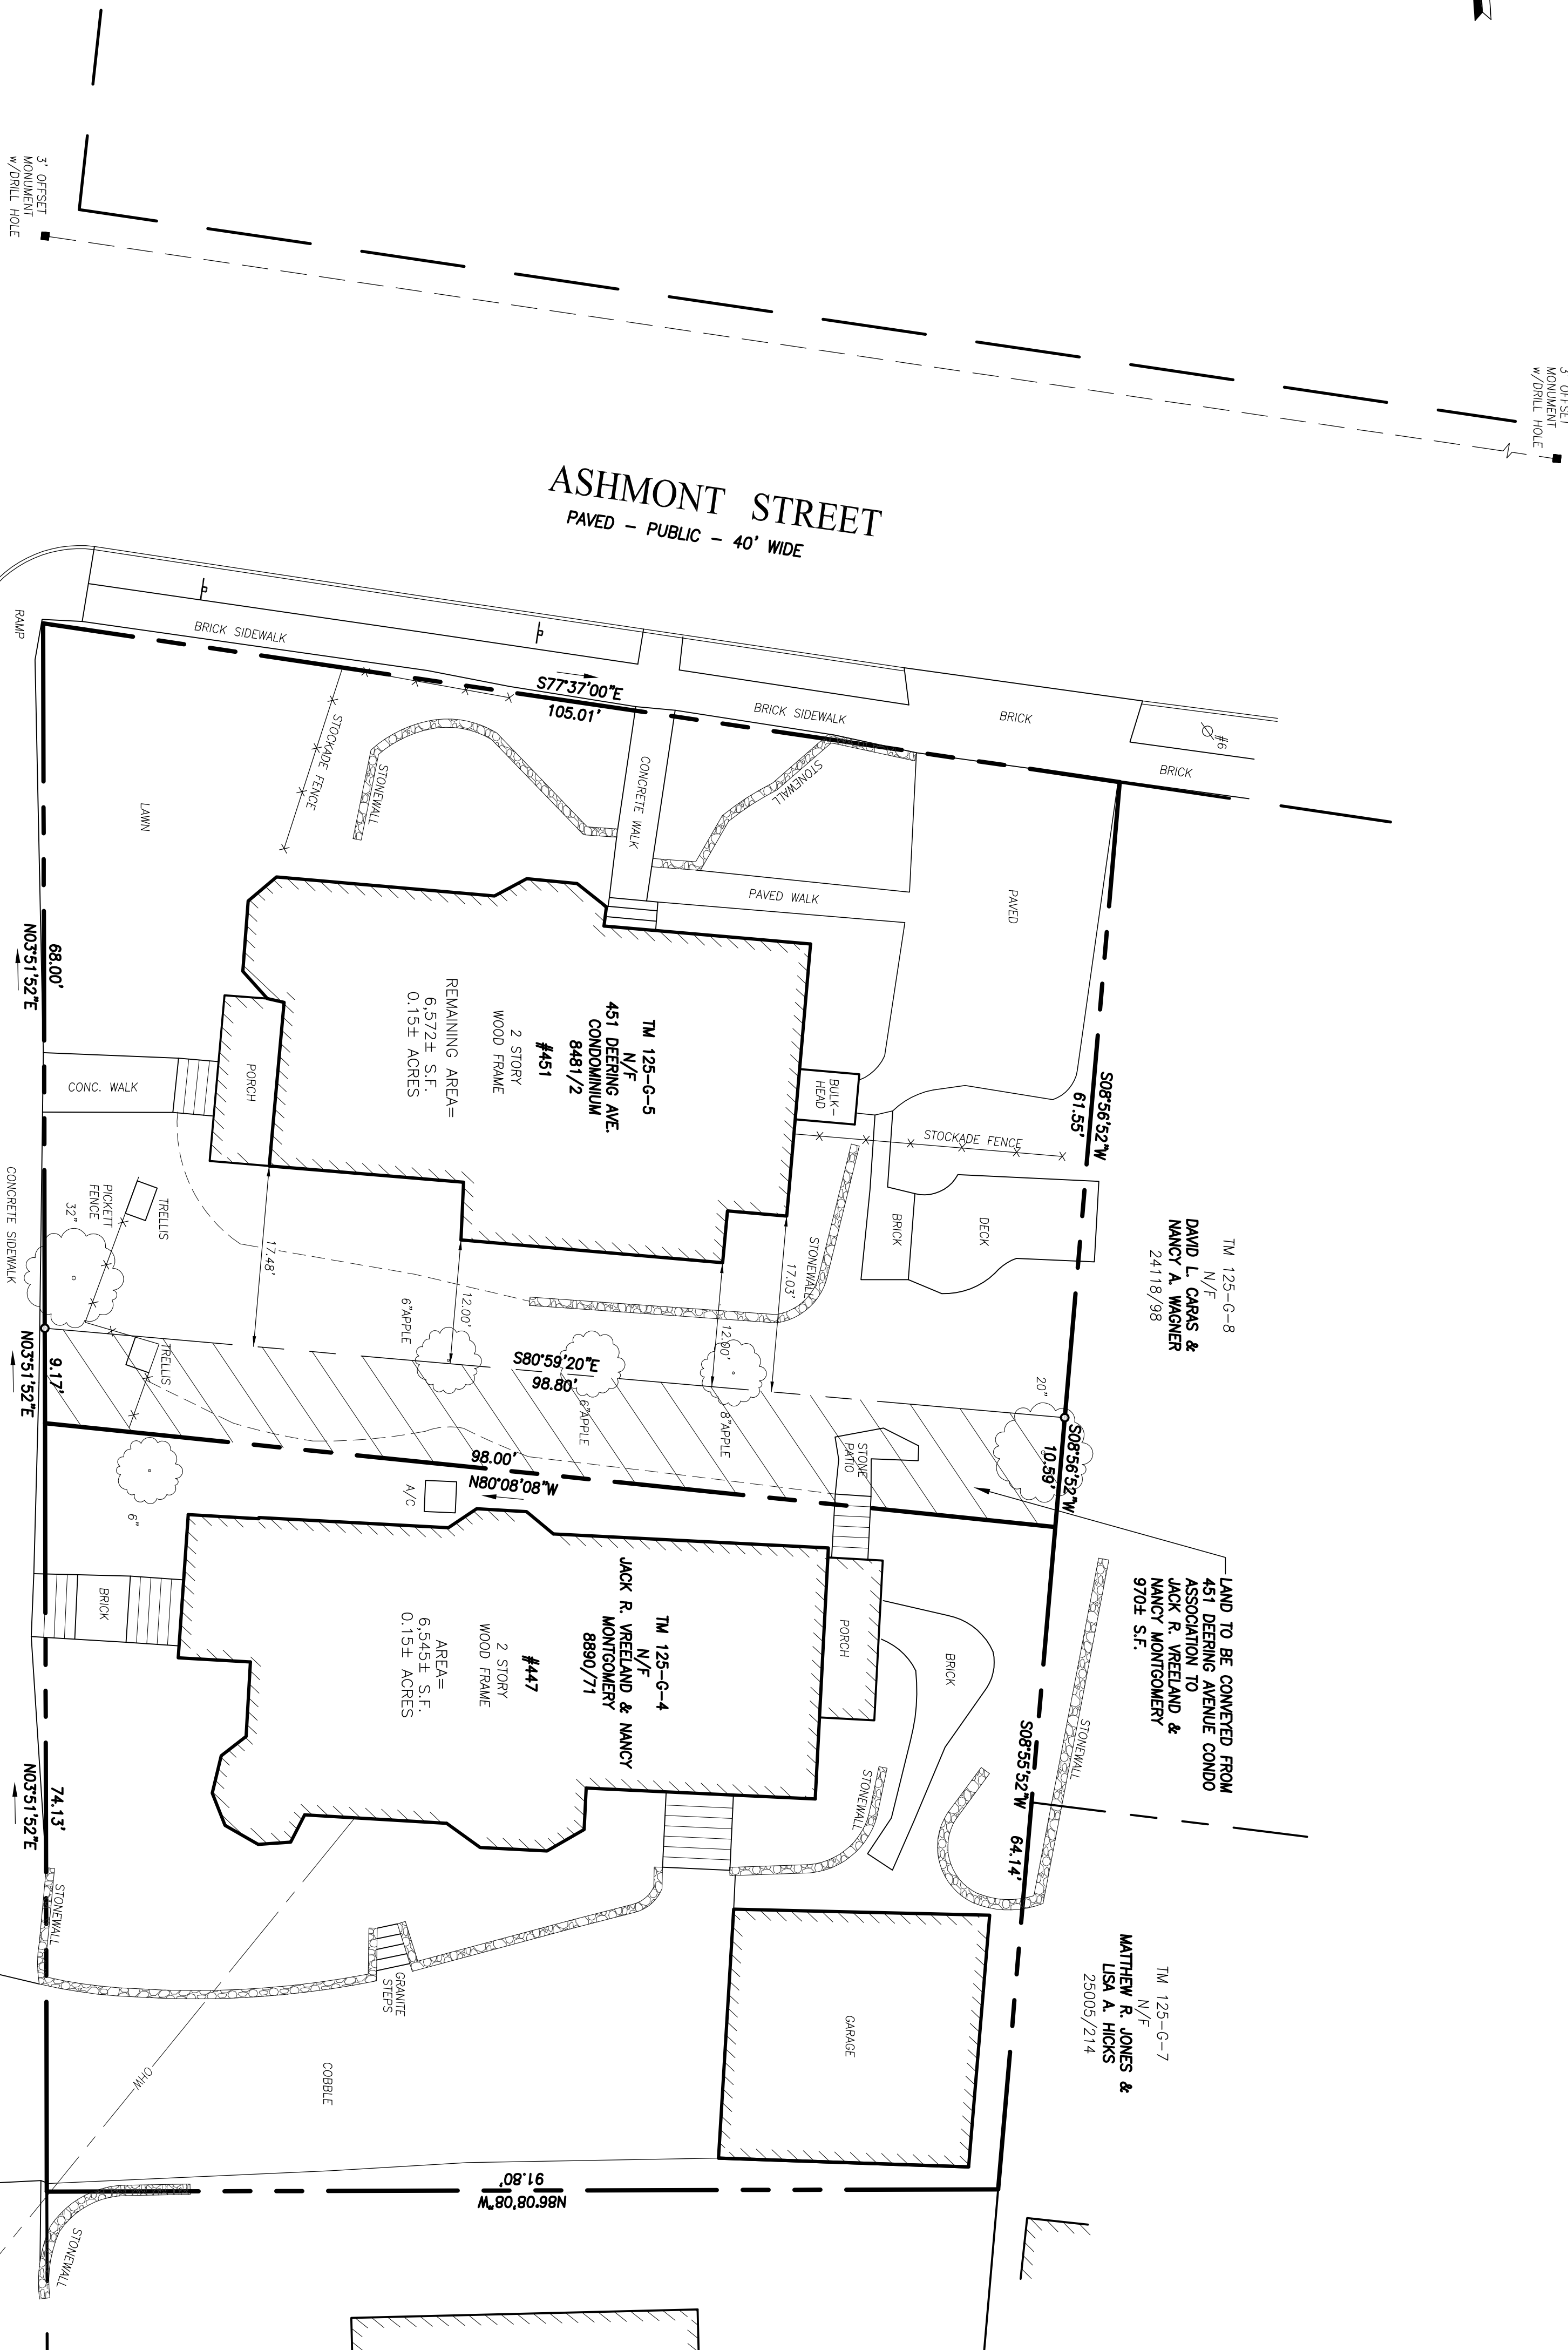 3' OFFSET
MONUMENT
w/DRILL HOLE
3' OFFSET
MONUMENT
w/DRILL HOLE
ASHMONT STREET
PAVED - PUBLIC - 40' WIDE
RAMP
BRICK SIDEWALK
S77°37'00"E
105.01'
BRICK SIDEWALK
BRICK
#6
BRICK
STOCKADE FENCE
STONEWALL
CONCRETE WALK
STONEWALL
LAWN
PAVED WALK
PAVED
68.00'
N03°51'52"E
S08°56'52"W
61.55'
TM 125-G-5
N/F
451 DEERING AVE.
CONDOMINIUM
8481/2
#451
2 STORY
WOOD FRAME
REMAINING AREA=
6,572± S.F.
0.15± ACRES
PORCH
CONC. WALK
BULK-
HEAD
STOCKADE FENCE
BRICK
DECK
STONEWALL
TM 125-G-8
N/F
DAVID L. CARAS &
NANCY A. WAGNER
24118/98
CONCRETE SIDEWALK
PICKETT
FENCE
32"
TRELLIS
TRELLIS
17.48'
12.00'
12.00'
17.03'
6"APPLE
6"APPLE
8"APPLE
20"
S80°59'20"E
98.80'
9.17'
N03°51'52"E
S08°56'52"W
10.59'
98.00'
N80°08'08"W
STONE
PATIO
A/C
6"
LAND TO BE CONVEYED FROM
451 DEERING AVENUE CONDO
ASSOCIATION TO
JACK R. VREELAND &
NANCY MONTGOMERY
970± S.F.
TM 125-G-4
N/F
JACK R. VREELAND & NANCY
MONTGOMERY
8890/71
#447
2 STORY
WOOD FRAME
AREA=
6,545± S.F.
0.15± ACRES
BRICK
PORCH
BRICK
STONEWALL
STONEWALL
S08°55'52"W
64.14'
74.13'
N03°51'52"E
STONEWALL
GRANITE
STEPS
GARAGE
COBBLE
OHW
TM 125-G-7
N/F
MATTHEW R. JONES &
LISA A. HICKS
25005/214
91.80'
N86°08'08"W
STONEWALL